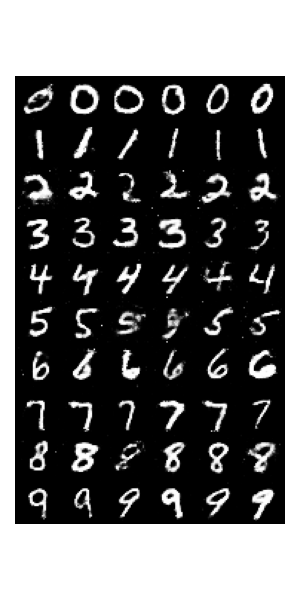 0 0 0 0 0 0
1 1 1 1 1 1
2 2 2 2 2 2
3 3 3 3 3 3
4 4 4 4 4 4
5 5 5 5 5 5
6 6 6 6 6 6
7 7 7 7 7 7
8 8 8 8 8 8
9 9 9 9 9 9